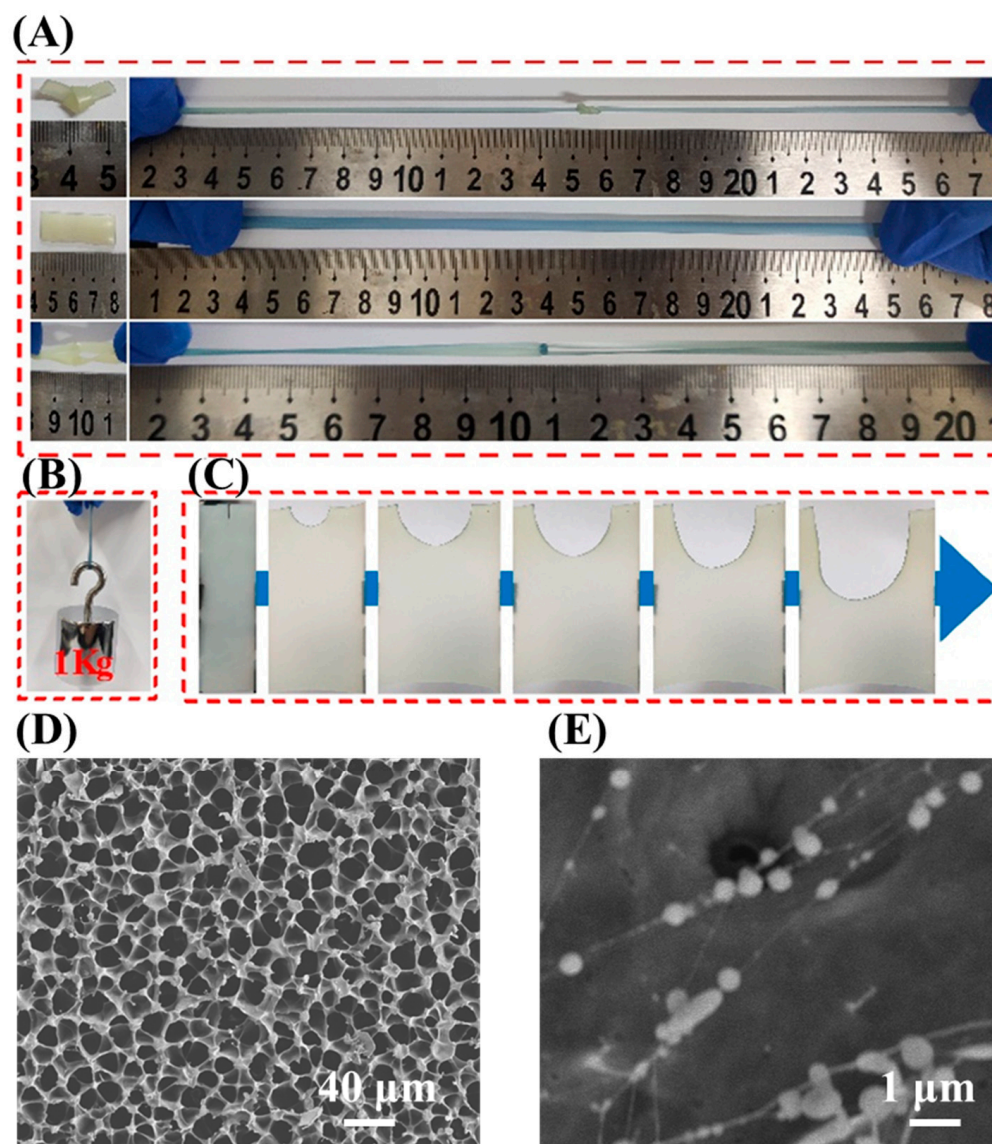 (A)
3 4 5
2 3 4 5 6 7 8 9 10 1 2 3 4 5 6 7 8 9 20 1 2 3 4 5 6 7
4 5 6 7 8
1 2 3 4 5 6 7 8 9 10 1 2 3 4 5 6 7 8 9 20 1 2 3 4 5 6 7 8
9 10 1
2 3 4 5 6 7 8 9 10 1 2 3 4 5 6 7 8 9 20
(B)
(C)
1Kg
(D)
(E)
40 μm
1 μm